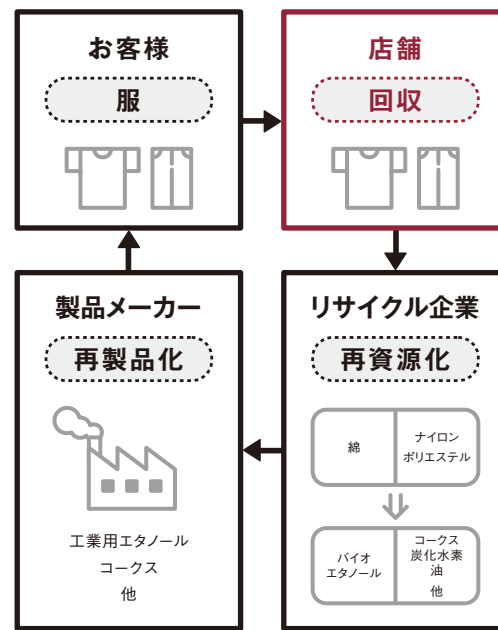 お客様
服
店舗
回収
リサイクル企業
再資源化
綿
ナイロン
ポリエステル
バイオ
エタノール
コークス
炭化水素
油
他
製品メーカー
再製品化
工業用エタノール
コークス
他